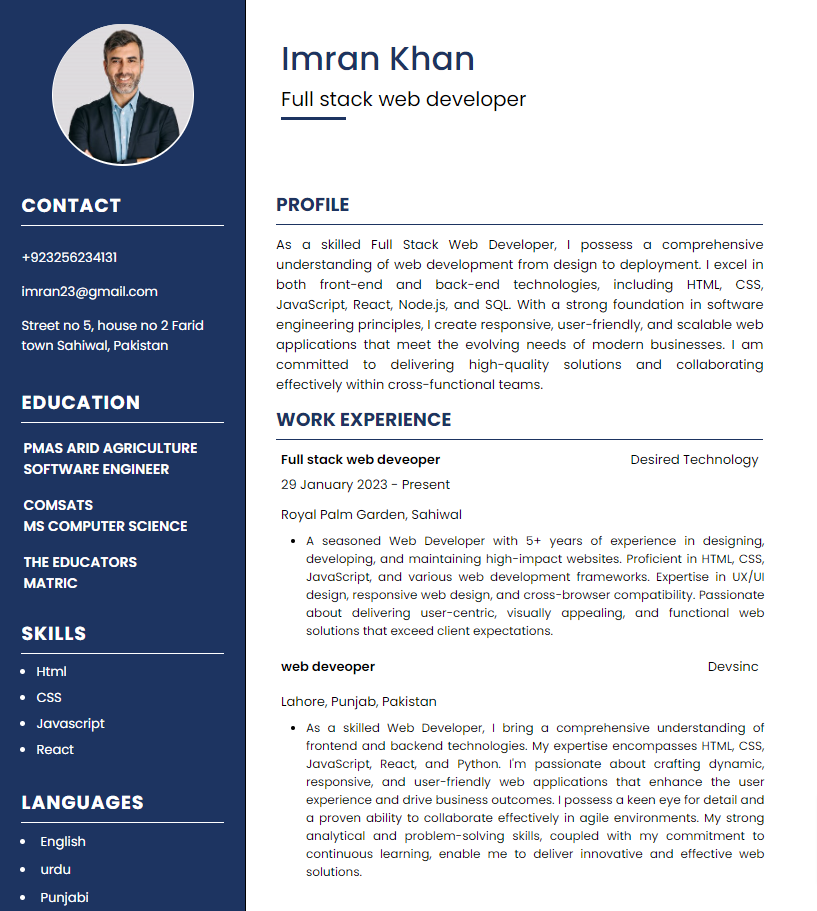 Imran Khan
Full stack web developer
CONTACT
+923256234131
imran23@gmail.com
Street no 5, house no 2 Farid
town Sahiwal, Pakistan
EDUCATION
PMAS ARID AGRICULTURE
SOFTWARE ENGINEER
COMSATS
MS COMPUTER SCIENCE
THE EDUCATORS
MATRIC
SKILLS
Html
CSS
Javascript
React
LANGUAGES
English
urdu
Punjabi
PROFILE
As a skilled Full Stack Web Developer, I possess a comprehensive
understanding of web development from design to deployment. I excel in
both front-end and back-end technologies, including HTML, CSS,
JavaScript, React, Node.js, and SQL. With a strong foundation in software
engineering principles, I create responsive, user-friendly, and scalable web
applications that meet the evolving needs of modern businesses. I am
committed to delivering high-quality solutions and collaborating
effectively within cross-functional teams.
WORK EXPERIENCE
Full stack web deveoper Desired Technology
29 January 2023 - Present
Royal Palm Garden, Sahiwal
A seasoned Web Developer with 5+ years of experience in designing,
developing, and maintaining high-impact websites. Proficient in HTML, CSS,
JavaScript, and various web development frameworks. Expertise in UX/UI
design, responsive web design, and cross-browser compatibility. Passionate
about delivering user-centric, visually appealing, and functional web
solutions that exceed client expectations.
web deveoper Devsinc
Lahore, Punjab, Pakistan
As a skilled Web Developer, I bring a comprehensive understanding of
frontend and backend technologies. My expertise encompasses HTML, CSS,
JavaScript, React, and Python. I'm passionate about crafting dynamic,
responsive, and user-friendly web applications that enhance the user
experience and drive business outcomes. I possess a keen eye for detail and
a proven ability to collaborate effectively in agile environments. My strong
analytical and problem-solving skills, coupled with my commitment to
continuous learning, enable me to deliver innovative and effective web
solutions.